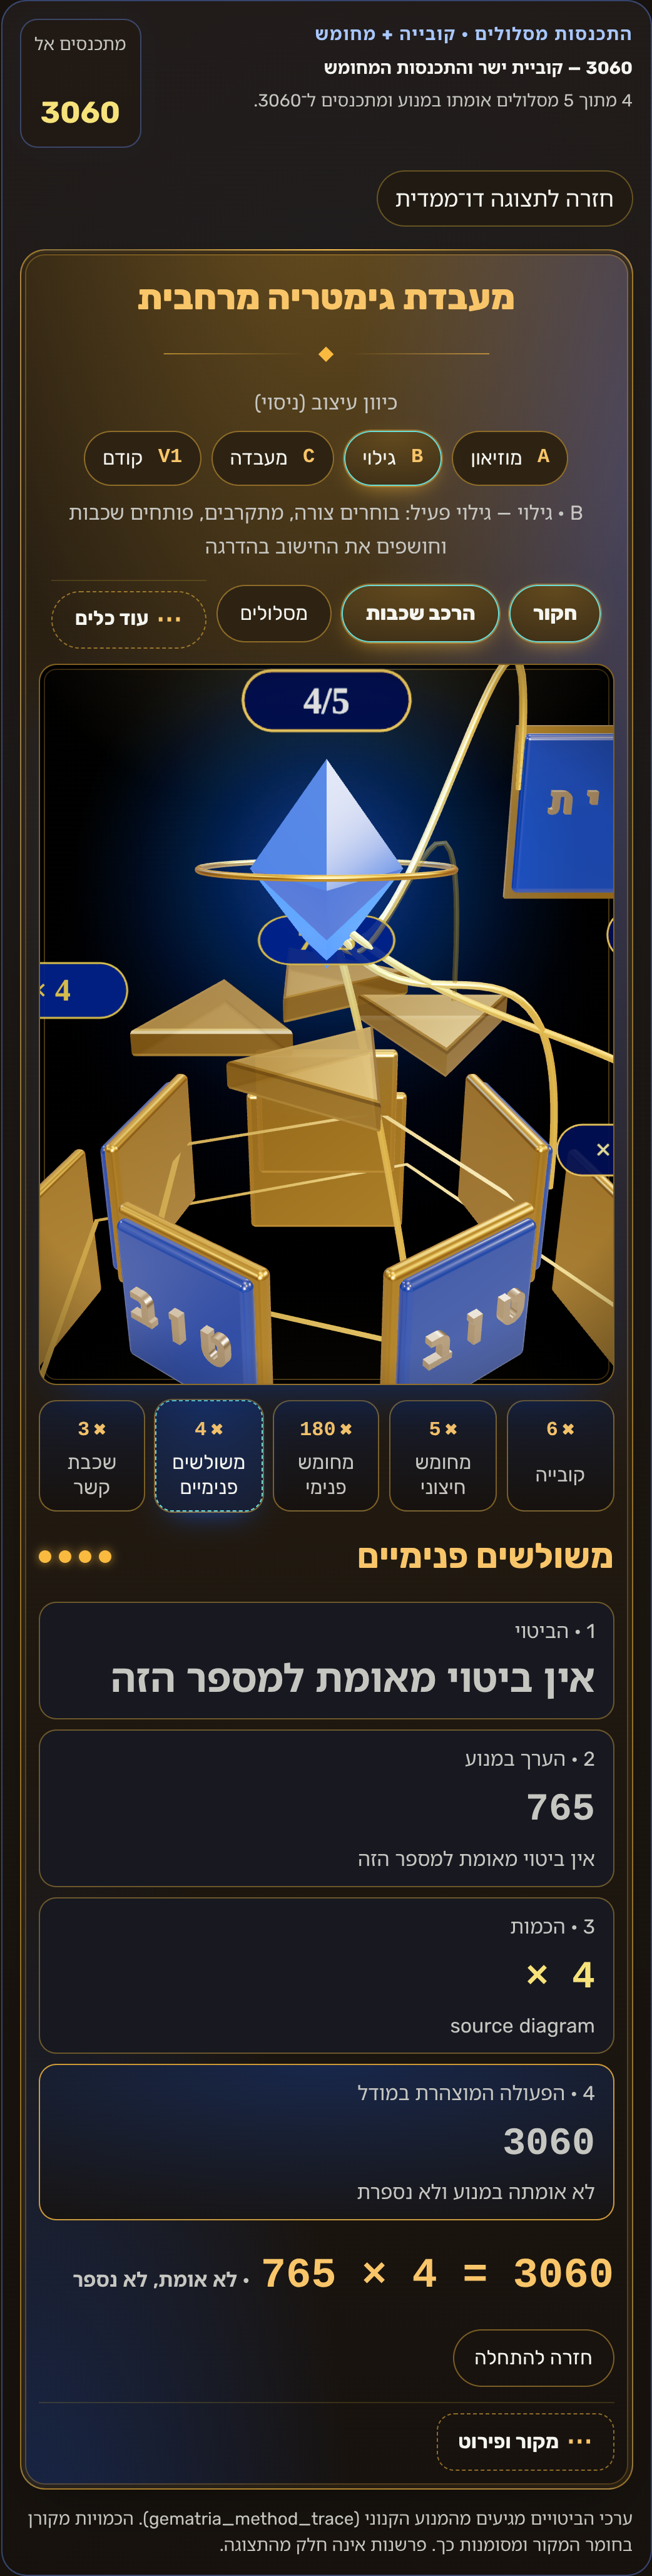 התכנסות מסלולים • קובייה + מחומש
3060 – קוביית ישר והתכנסות המחומש
4 מתוך 5 מסלולים אומתו במנוע ומתכנסים ל־3060.
מתכנסים אל
3060
חזרה לתצוגה דו־ממדית
מעבדת גימטריה מרחבית
כיוון עיצוב (ניסוי)
A מוזיאון
B גילוי
C מעבדה
V1 קודם
B • גילוי — גילוי פעיל: בוחרים צורה, מתקרבים, פותחים שכבות
וחושפים את החישוב בהדרגה
חקור
הרכב שכבות
מסלולים
⋯ עוד כלים
4/5
ית
× 4
×
טוב
טוב
6 ✖
קובייה
5 ✖
מחומש
חיצוני
180 ✖
מחומש
פנימי
4 ✖
משולשים
פנימיים
3 ✖
שכבת
קשר
משולשים פנימיים
1 • הביטוי
אין ביטוי מאומת למספר הזה
2 • הערך במנוע
765
אין ביטוי מאומת למספר הזה
3 • הכמות
× 4
source diagram
4 • הפעולה המוצהרת במודל
3060
לא אומתה במנוע ולא נספרת
765 × 4 = 3060 • לא אומת, לא נספר
חזרה להתחלה
⋯ מקור ופירוט
ערכי הביטויים מגיעים מהמנוע הקנוני (gematria_method_trace). הכמויות מקורן
בחומר המקור ומסומנות כך. פרשנות אינה חלק מהתצוגה.